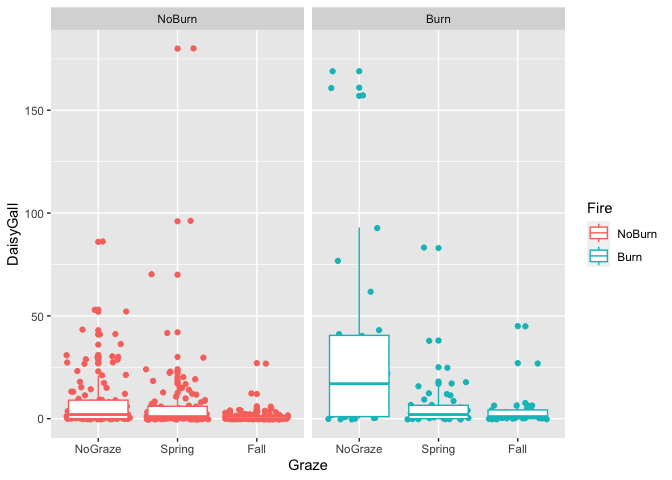 NoBurn
Burn
DaisyGall
150
100
50
0
NoGraze
Spring
Fall
NoGraze
Spring
Fall
Graze
Fire
NoBurn
Burn